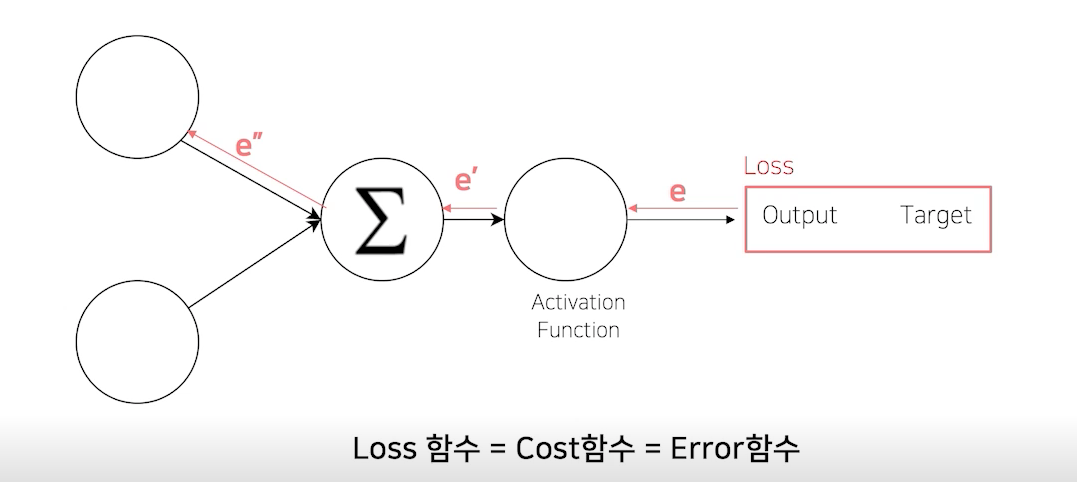 e″
e′
Loss
e
Output Target
Σ
Activation
Function
Loss 함수 = Cost함수 = Error함수